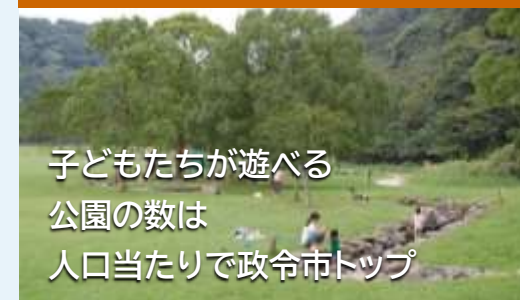 子どもたちが遊べる
公園の数は
人口当たりで政令市トップ